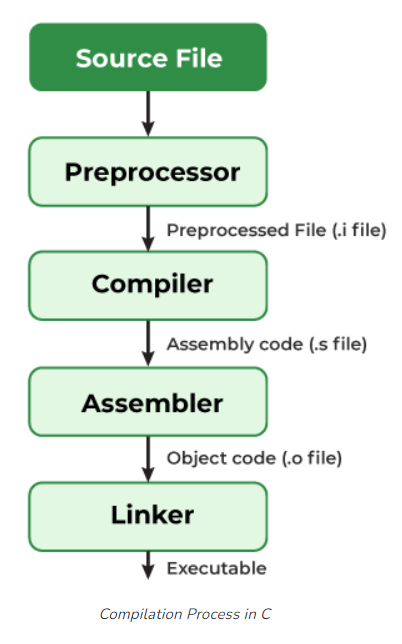 Source File
Preprocessor
Preprocessed File (.i file)
Compiler
Assembly code (.s file)
Assembler
Object code (.o file)
Linker
Executable
Compilation Process in C